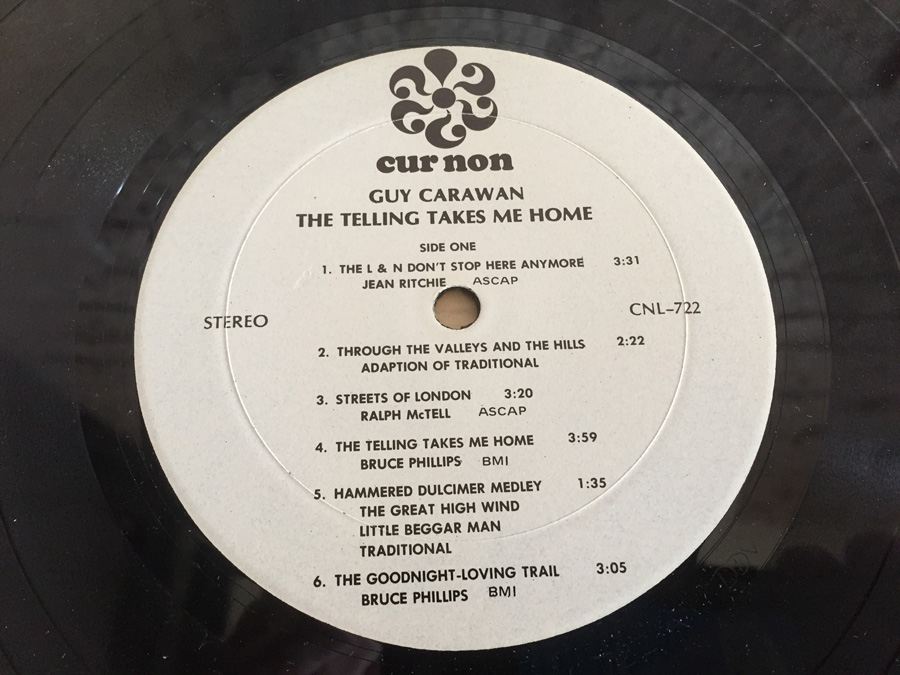 cur non
GUY CARAWAN
THE TELLING TAKES ME HOME
SIDE ONE
1. THE L & N DON'T STOP HERE ANYMORE 3:31
JEAN RITCHIE ASCAP
STEREO
CNL-722
2. THROUGH THE VALLEYS AND THE HILLS 2:22
ADAPTION OF TRADITIONAL
3. STREETS OF LONDON 3:20
RALPH McTELL ASCAP
4. THE TELLING TAKES ME HOME 3:59
BRUCE PHILLIPS BMI
5. HAMMERED DULCIMER MEDLEY 1:35
THE GREAT HIGH WIND
LITTLE BEGGAR MAN
TRADITIONAL
6. THE GOODNIGHT-LOVING TRAIL 3:05
BRUCE PHILLIPS BMI